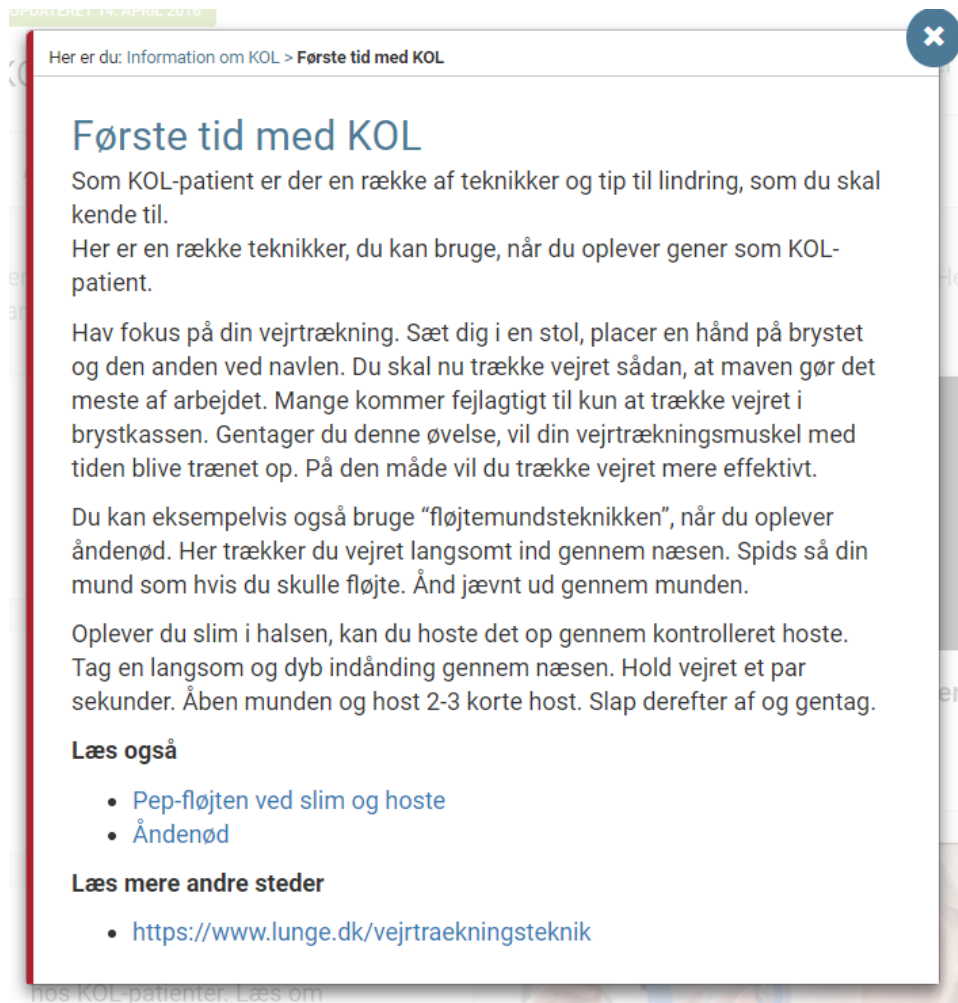 OPDATERET 14. APRIL 2016
Her er du: Information om KOL > Første tid med KOL
Første tid med KOL
Som KOL-patient er der en række af teknikker og tip til lindring, som du skal
kende til.
Her er en række teknikker, du kan bruge, når du oplever gener som KOL-
patient.
Hav fokus på din vejrtrækning. Sæt dig i en stol, placer en hånd på brystet
og den anden ved navlen. Du skal nu trække vejret sådan, at maven gør det
meste af arbejdet. Mange kommer fejlagtigt til kun at trække vejret i
brystkassen. Gentager du denne øvelse, vil din vejrtrækningsmuskel med
tiden blive trænet op. På den måde vil du trække vejret mere effektivt.
Du kan eksempelvis også bruge “fløjtemundsteknikken”, når du oplever
åndenød. Her trækker du vejret langsomt ind gennem næsen. Spids så din
mund som hvis du skulle fløjte. Ånd jævnt ud gennem munden.
Oplever du slim i halsen, kan du hoste det op gennem kontrolleret hoste.
Tag en langsom og dyb indånding gennem næsen. Hold vejret et par
sekunder. Åben munden og host 2-3 korte host. Slap derefter af og gentag.
Læs også
Pep-fløjten ved slim og hoste
Åndenød
Læs mere andre steder
https://www.lunge.dk/vejrtraekningsteknik
hos KOL-patienter. Læs om